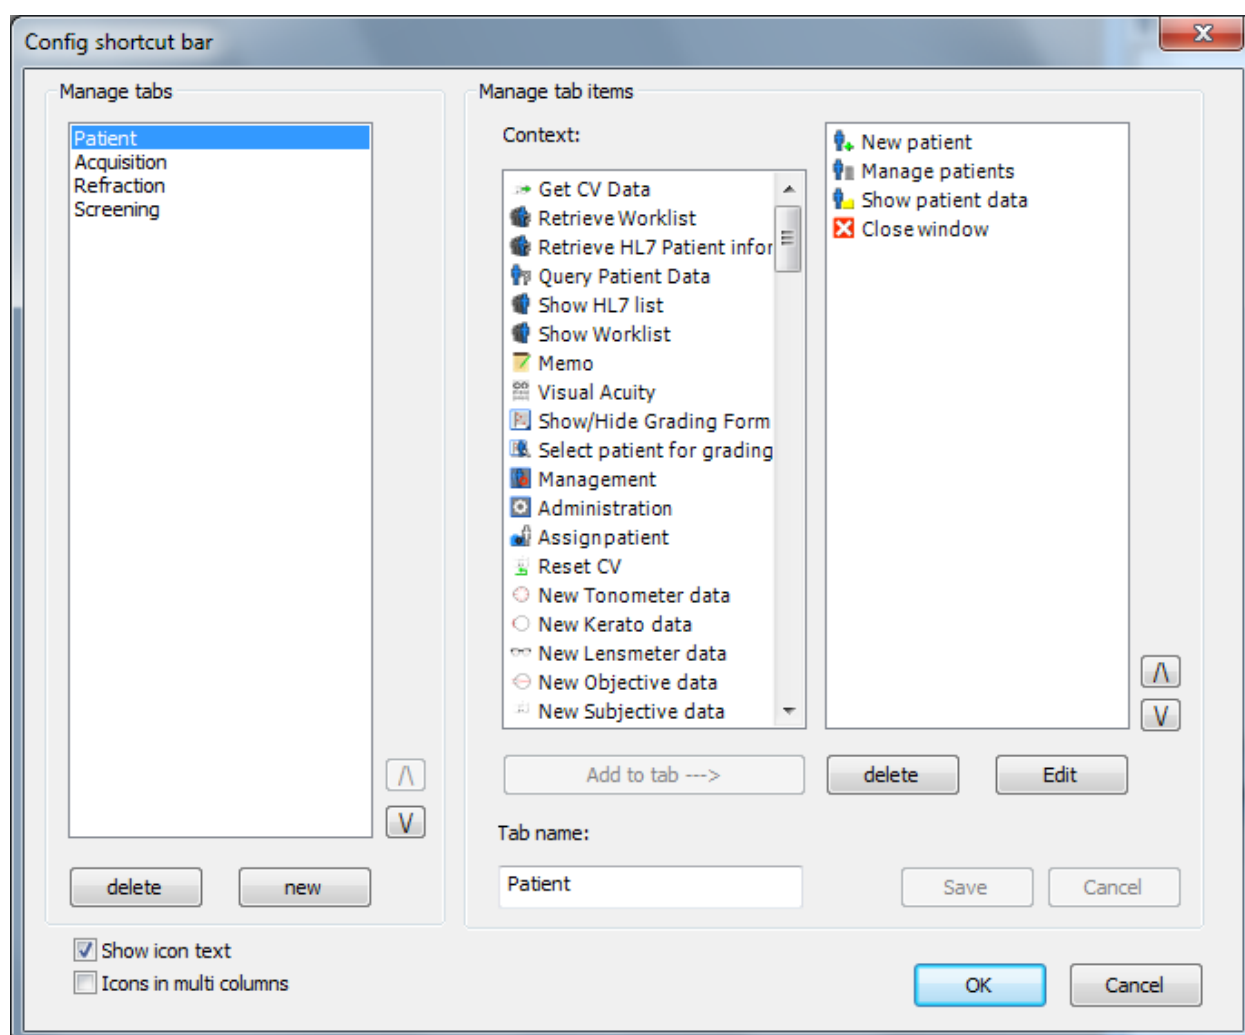 Config shortcut bar
x
Manage tabs
Patient
Acquisition
Refraction
Screening
/\
\/
delete
new
Show icon text
Icons in multi columns
Manage tab items
Context:
Get CV Data
Retrieve Worklist
Retrieve HL7 Patient infor
Query Patient Data
Show HL7 list
Show Worklist
Memo
Visual Acuity
Show/Hide Grading Form
Select patient for grading
Management
Administration
Assign patient
Reset CV
New Tonometer data
New Kerato data
New Lensmeter data
New Objective data
New Subjective data
New patient
Manage patients
Show patient data
Close window
/\
\/
Add to tab --->
delete
Edit
Tab name:
Patient
Save
Cancel
OK
Cancel